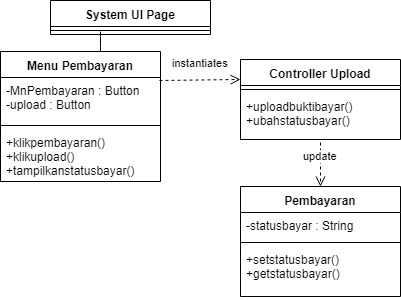 System UI Page
Menu Pembayaran
-MnPembayaran : Button
-upload : Button
+klikpembayaran()
+klikupload()
+tampilkanstatusbayar()
instantiates
Controller Upload
+uploadbuktibayar()
+ubahstatusbayar()
update
Pembayaran
-statusbayar : String
+setstatusbayar()
+getstatusbayar()